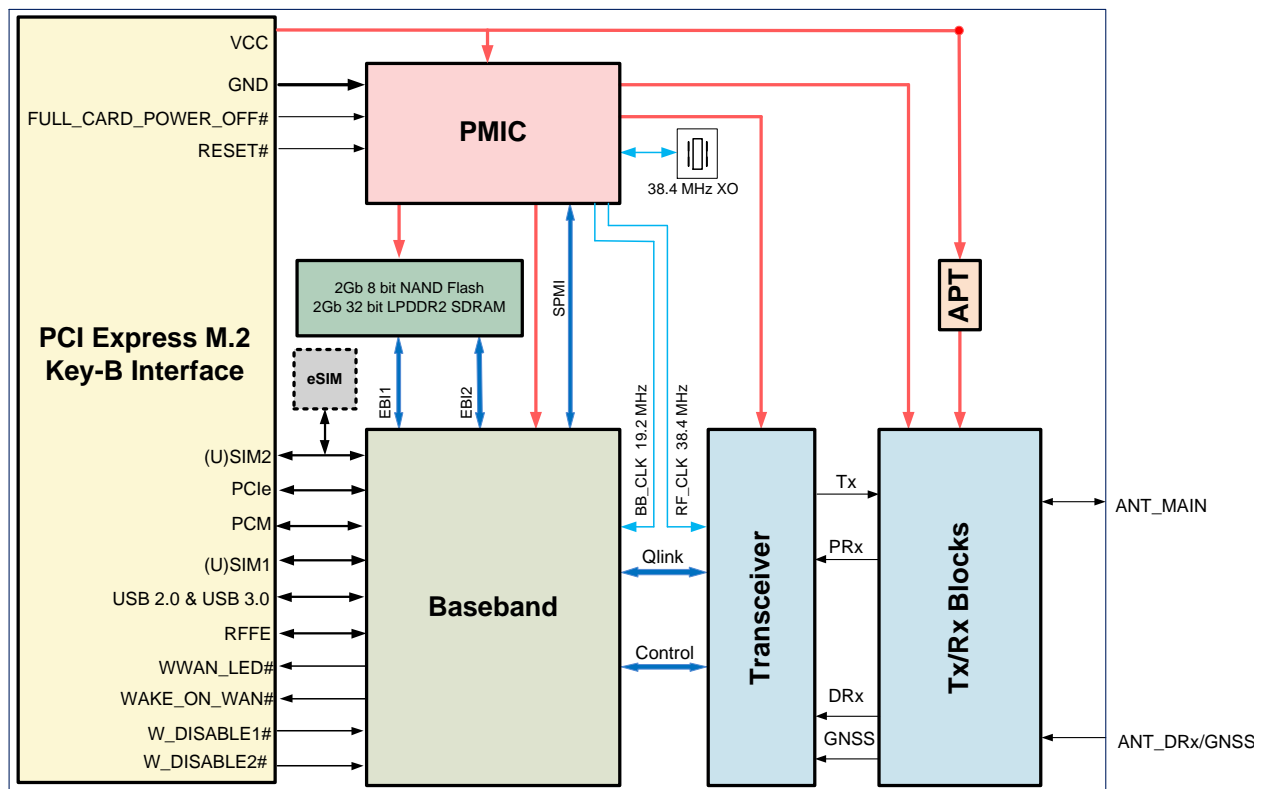 VCC
GND
FULL_CARD_POWER_OFF#
RESET#
PMIC
38.4 MHz XO
2Gb 8 bit NAND Flash
2Gb 32 bit LPDDR2 SDRAM
SPMI
APT
PCI Express M.2
Key-B Interface
eSIM
EBI1
EBI2
BB_CLK 19.2 MHz
RF_CLK 38.4 MHz
(U)SIM2
PCIe
PCM
(U)SIM1
USB 2.0 & USB 3.0
RFFE
WWAN_LED#
WAKE_ON_WAN#
W_DISABLE1#
W_DISABLE2#
Baseband
Qlink
Control
Transceiver
Tx
PRx
DRx
GNSS
Tx/Rx Blocks
ANT_MAIN
ANT_DRx/GNSS